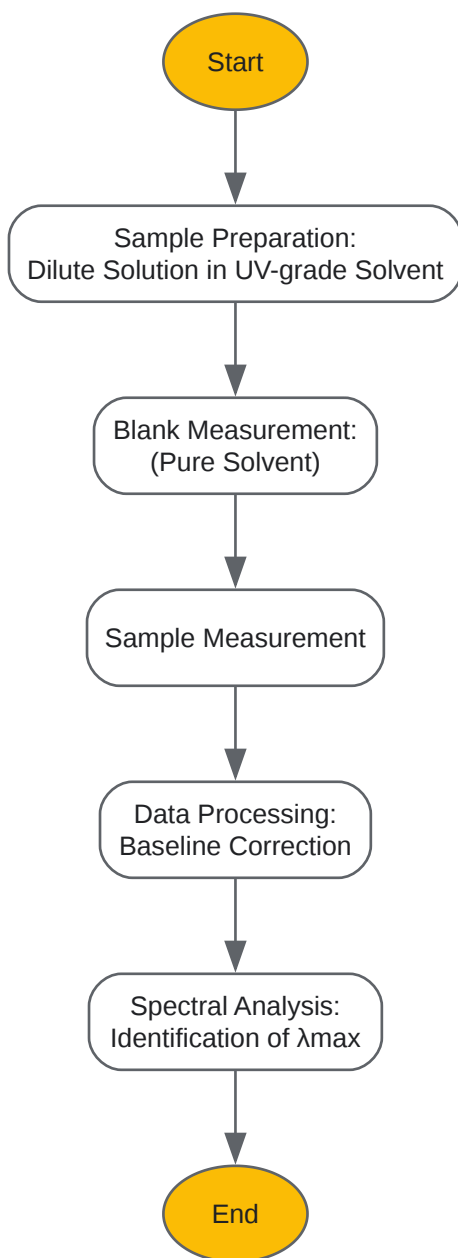 Start
Sample Preparation:
Dilute Solution in UV-grade Solvent
Blank Measurement:
(Pure Solvent)
Sample Measurement
Data Processing:
Baseline Correction
Spectral Analysis:
Identification of λmax
End